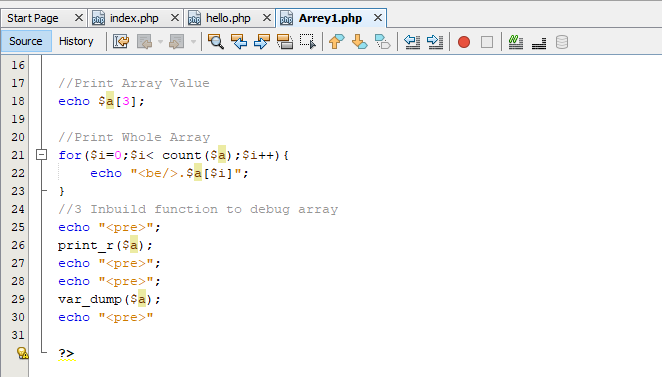 Start Page index.php hello.php Arrey1.php
Source History
16
17 //Print Array Value
18 echo $a[3];
19
20 //Print Whole Array
21 for($i=0;$i< count($a);$i++){
22 echo "<be/>.$a[$i]";
23 }
24 //3 Inbuild function to debug array
25 echo "<pre>";
26 print_r($a);
27 echo "<pre>";
28 echo "<pre>";
29 var_dump($a);
30 echo "<pre>"
31
?>